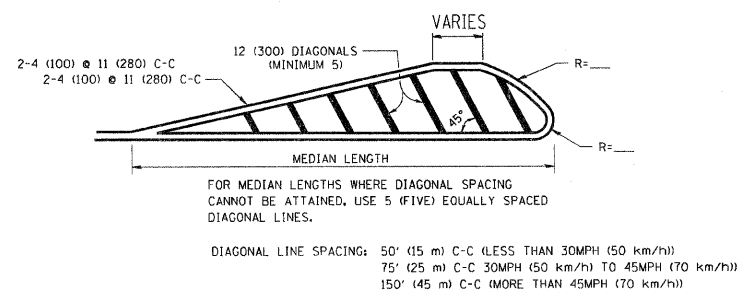 VARIES
12 (300) DIAGONALS
(MINIMUM 5)
2-4 (100) @ 11 (280) C-C
2-4 (100) @ 11 (280) C-C
R=___
45°
R=___
MEDIAN LENGTH
FOR MEDIAN LENGTHS WHERE DIAGONAL SPACING
CANNOT BE ATTAINED, USE 5 (FIVE) EQUALLY SPACED
DIAGONAL LINES.
DIAGONAL LINE SPACING: 50' (15 m) C-C (LESS THAN 30MPH (50 km/h))
75' (25 m) C-C 30MPH (50 km/h) TO 45MPH (70 km/h))
150' (45 m) C-C (MORE THAN 45MPH (70 km/h))